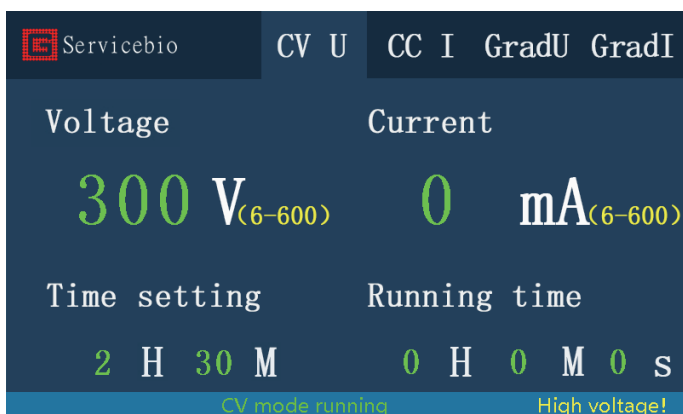 Servicebio CV U CC I GradU GradI
Voltage Current
300 V(6-600) 0 mA(6-600)
Time setting Running time
2 H 30 M 0 H 0 M 0 s
CV mode running High voltage!